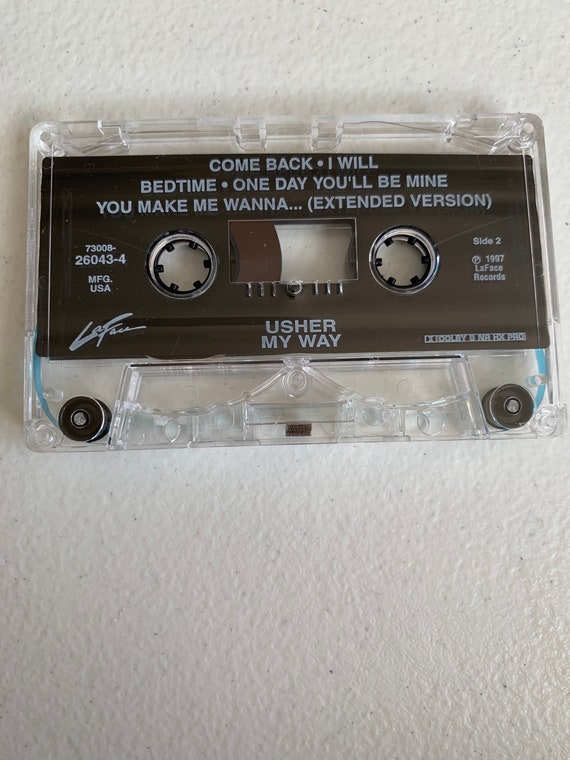 COME BACK • I WILL
BEDTIME • ONE DAY YOU'LL BE MINE
YOU MAKE ME WANNA... (EXTENDED VERSION)
73008-
26043-4
MFG.
USA
Side 2
℗ 1997
LaFace
Records
LaFace
USHER
MY WAY
DOLBY B NR HX PRO